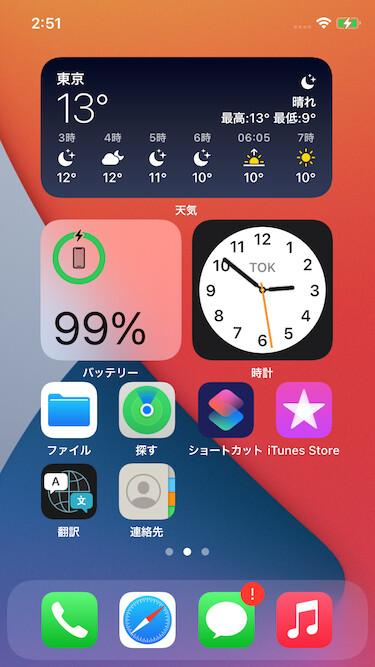 2:51
東京
13°
晴れ
最高:13° 最低:9°
3時 4時 5時 6時 06:05 7時
12° 12° 11° 10° 10° 10°
天気
99%
バッテリー
TOK
12 1 2 3 4 5 6 7 8 9 10 11
時計
ファイル 探す ショートカット iTunes Store
A 文
翻訳 連絡先
!